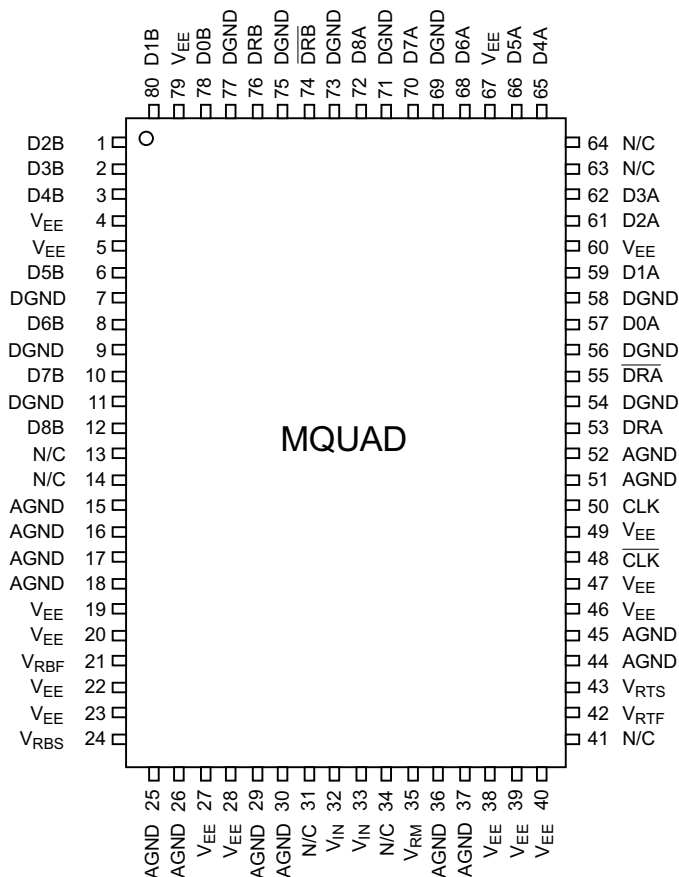 D1B VEE D0B DGND DRB DGND DRB DGND D8A DGND D7A DGND D6A VEE D5A D4A
80 79 78 77 76 75 74 73 72 71 70 69 68 67 66 65
D2B 1
D3B 2
D4B 3
VEE 4
VEE 5
D5B 6
DGND 7
D6B 8
DGND 9
D7B 10
DGND 11
D8B 12
N/C 13
N/C 14
AGND 15
AGND 16
AGND 17
AGND 18
VEE 19
VEE 20
VRBF 21
VEE 22
VEE 23
VRBS 24
MQUAD
64 N/C
63 N/C
62 D3A
61 D2A
60 VEE
59 D1A
58 DGND
57 D0A
56 DGND
55 DRA
54 DGND
53 DRA
52 AGND
51 AGND
50 CLK
49 VEE
48 CLK
47 VEE
46 VEE
45 AGND
44 AGND
43 VRTS
42 VRTF
41 N/C
25 26 27 28 29 30 31 32 33 34 35 36 37 38 39 40
AGND AGND VEE VEE AGND AGND N/C VIN VIN N/C VRM AGND AGND VEE VEE VEE